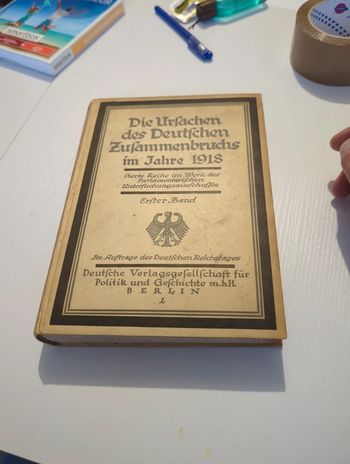 smartbox
Die Urſachen
des Deutſchen
Zuſammenbruchs
im Jahre 1918
Vierte Reihe im Werk des
Parlamentariſchen
Unterſuchungsausſchuſſes
Erſter Band
Im Auftrage des Deutſchen Reichstages
Deutſche Verlagsgeſellſchaft für
Politik und Geſchichte m.b.H.
BERLIN